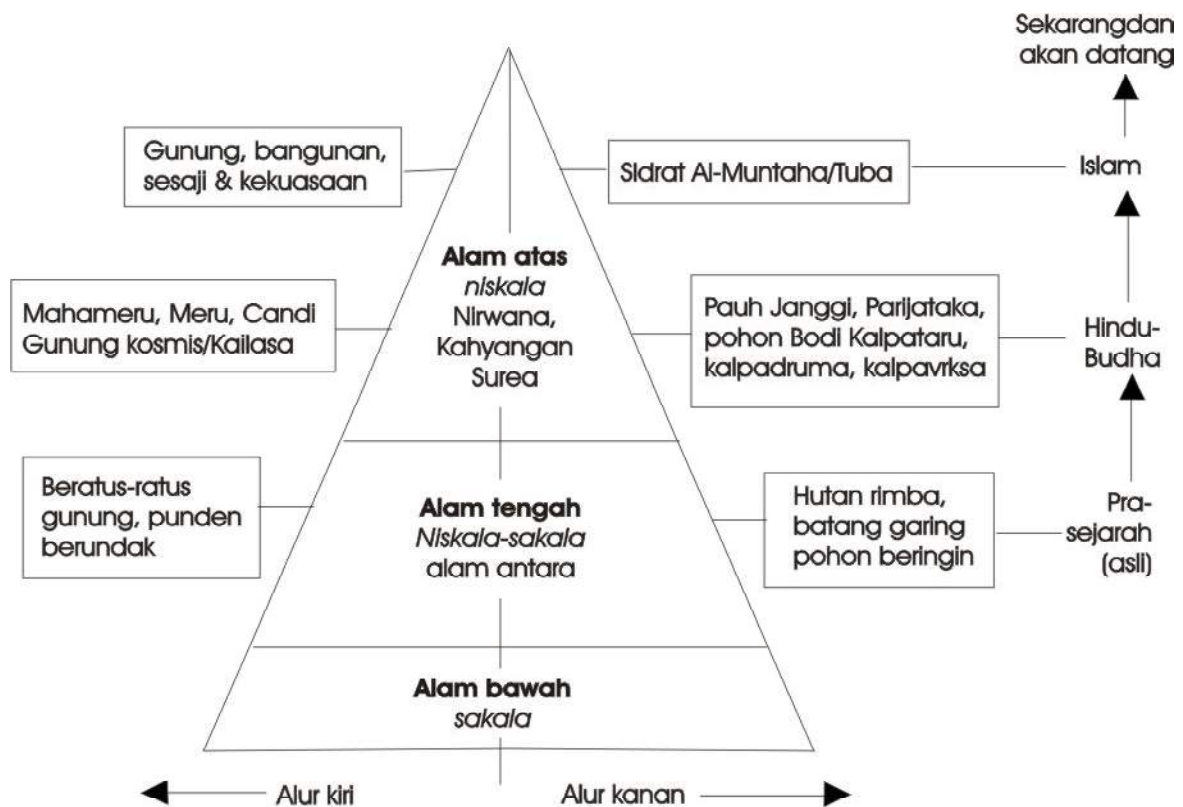 Sekarangdan
akan datang
Gunung, bangunan,
sesaji & kekuasaan
Sidrat Al-Muntaha/Tuba
Islam
Alam atas
niskala
Nirwana,
Kahyangan
Surea
Mahameru, Meru, Candi
Gunung kosmis/Kailasa
Pauh Janggi, Parijataka,
pohon Bodi Kalpataru,
kalpadruma, kalpavrksa
Hindu-
Budha
Beratus-ratus
gunung, punden
berundak
Alam tengah
Niskala-sakala
alam antara
Hutan rimba,
batang garing
pohon beringin
Pra-
sejarah
(asli)
Alam bawah
sakala
Alur kiri
Alur kanan